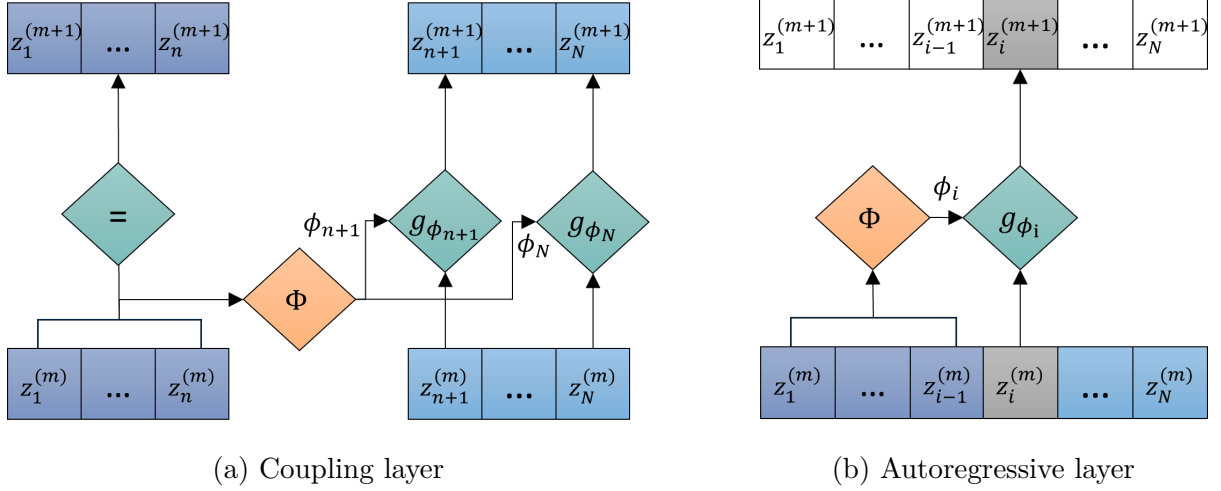 z_1^{(m+1)} ... z_n^{(m+1)} z_{n+1}^{(m+1)} ... z_N^{(m+1)}
=
ϕ_{n+1} g_{ϕ_{n+1}} ϕ_N g_{ϕ_N}
Φ
z_1^{(m)} ... z_n^{(m)} z_{n+1}^{(m)} ... z_N^{(m)}
(a) Coupling layer
z_1^{(m+1)} ... z_{i-1}^{(m+1)} z_i^{(m+1)} ... z_N^{(m+1)}
Φ ϕ_i g_{ϕ_i}
z_1^{(m)} ... z_{i-1}^{(m)} z_i^{(m)} ... z_N^{(m)}
(b) Autoregressive layer